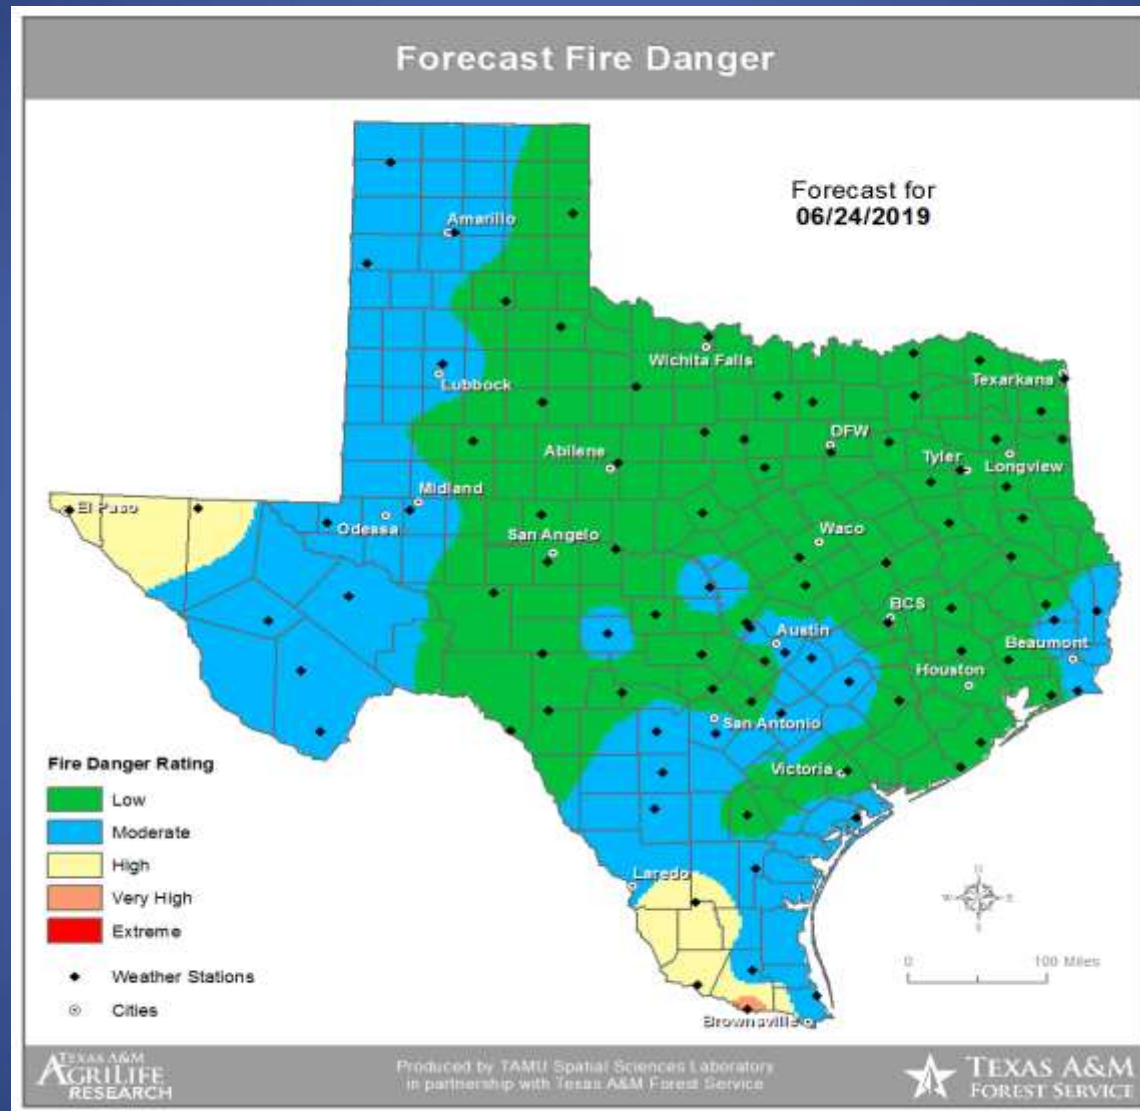 Forecast Fire Danger
Forecast for
06/24/2019
Amarillo
Wichita Falls
Lubbock
Texarkana
DFW
Abilene
Tyler
Longview
Midland
El Paso
Odessa
San Angelo
Waco
BCS
Austin
Beaumont
Houston
San Antonio
Victoria
Laredo
Brownsville
Fire Danger Rating
Low
Moderate
High
Very High
Extreme
Weather Stations
Cities
N
W E
S
0 100 Miles
TEXAS A&M
AGRILIFE
RESEARCH
Produced by TAMU Spatial Sciences Laboratory
in partnership with Texas A&M Forest Service
TEXAS A&M
FOREST SERVICE